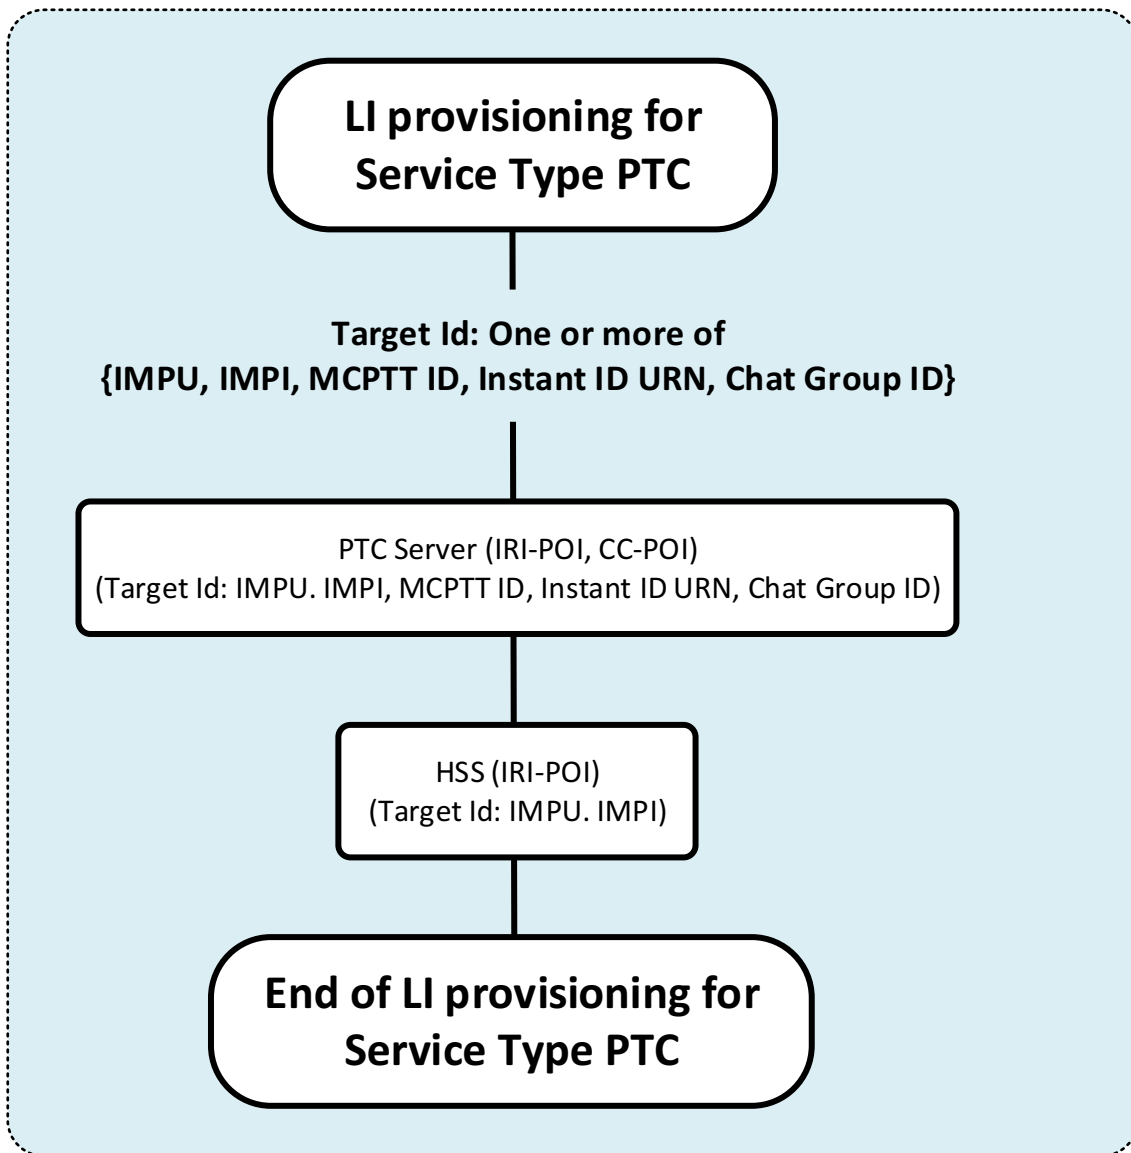 LI provisioning for
Service Type PTC
Target Id: One or more of
{IMPU, IMPI, MCPTT ID, Instant ID URN, Chat Group ID}
PTC Server (IRI-POI, CC-POI)
(Target Id: IMPU. IMPI, MCPTT ID, Instant ID URN, Chat Group ID)
HSS (IRI-POI)
(Target Id: IMPU. IMPI)
End of LI provisioning for
Service Type PTC